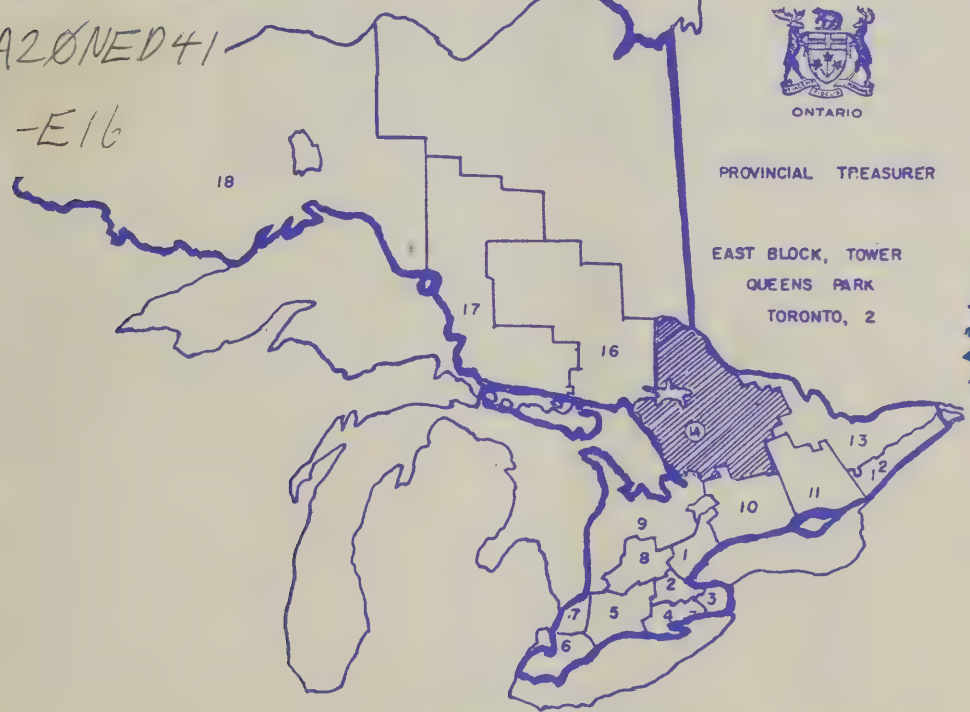 A2ØNED41
-E16
ONTARIO
PROVINCIAL TREASURER
EAST BLOCK, TOWER
QUEENS PARK
TORONTO, 2
18
17
16
14
13
12
11
10
9
8
1
2
3
7
5
4
6